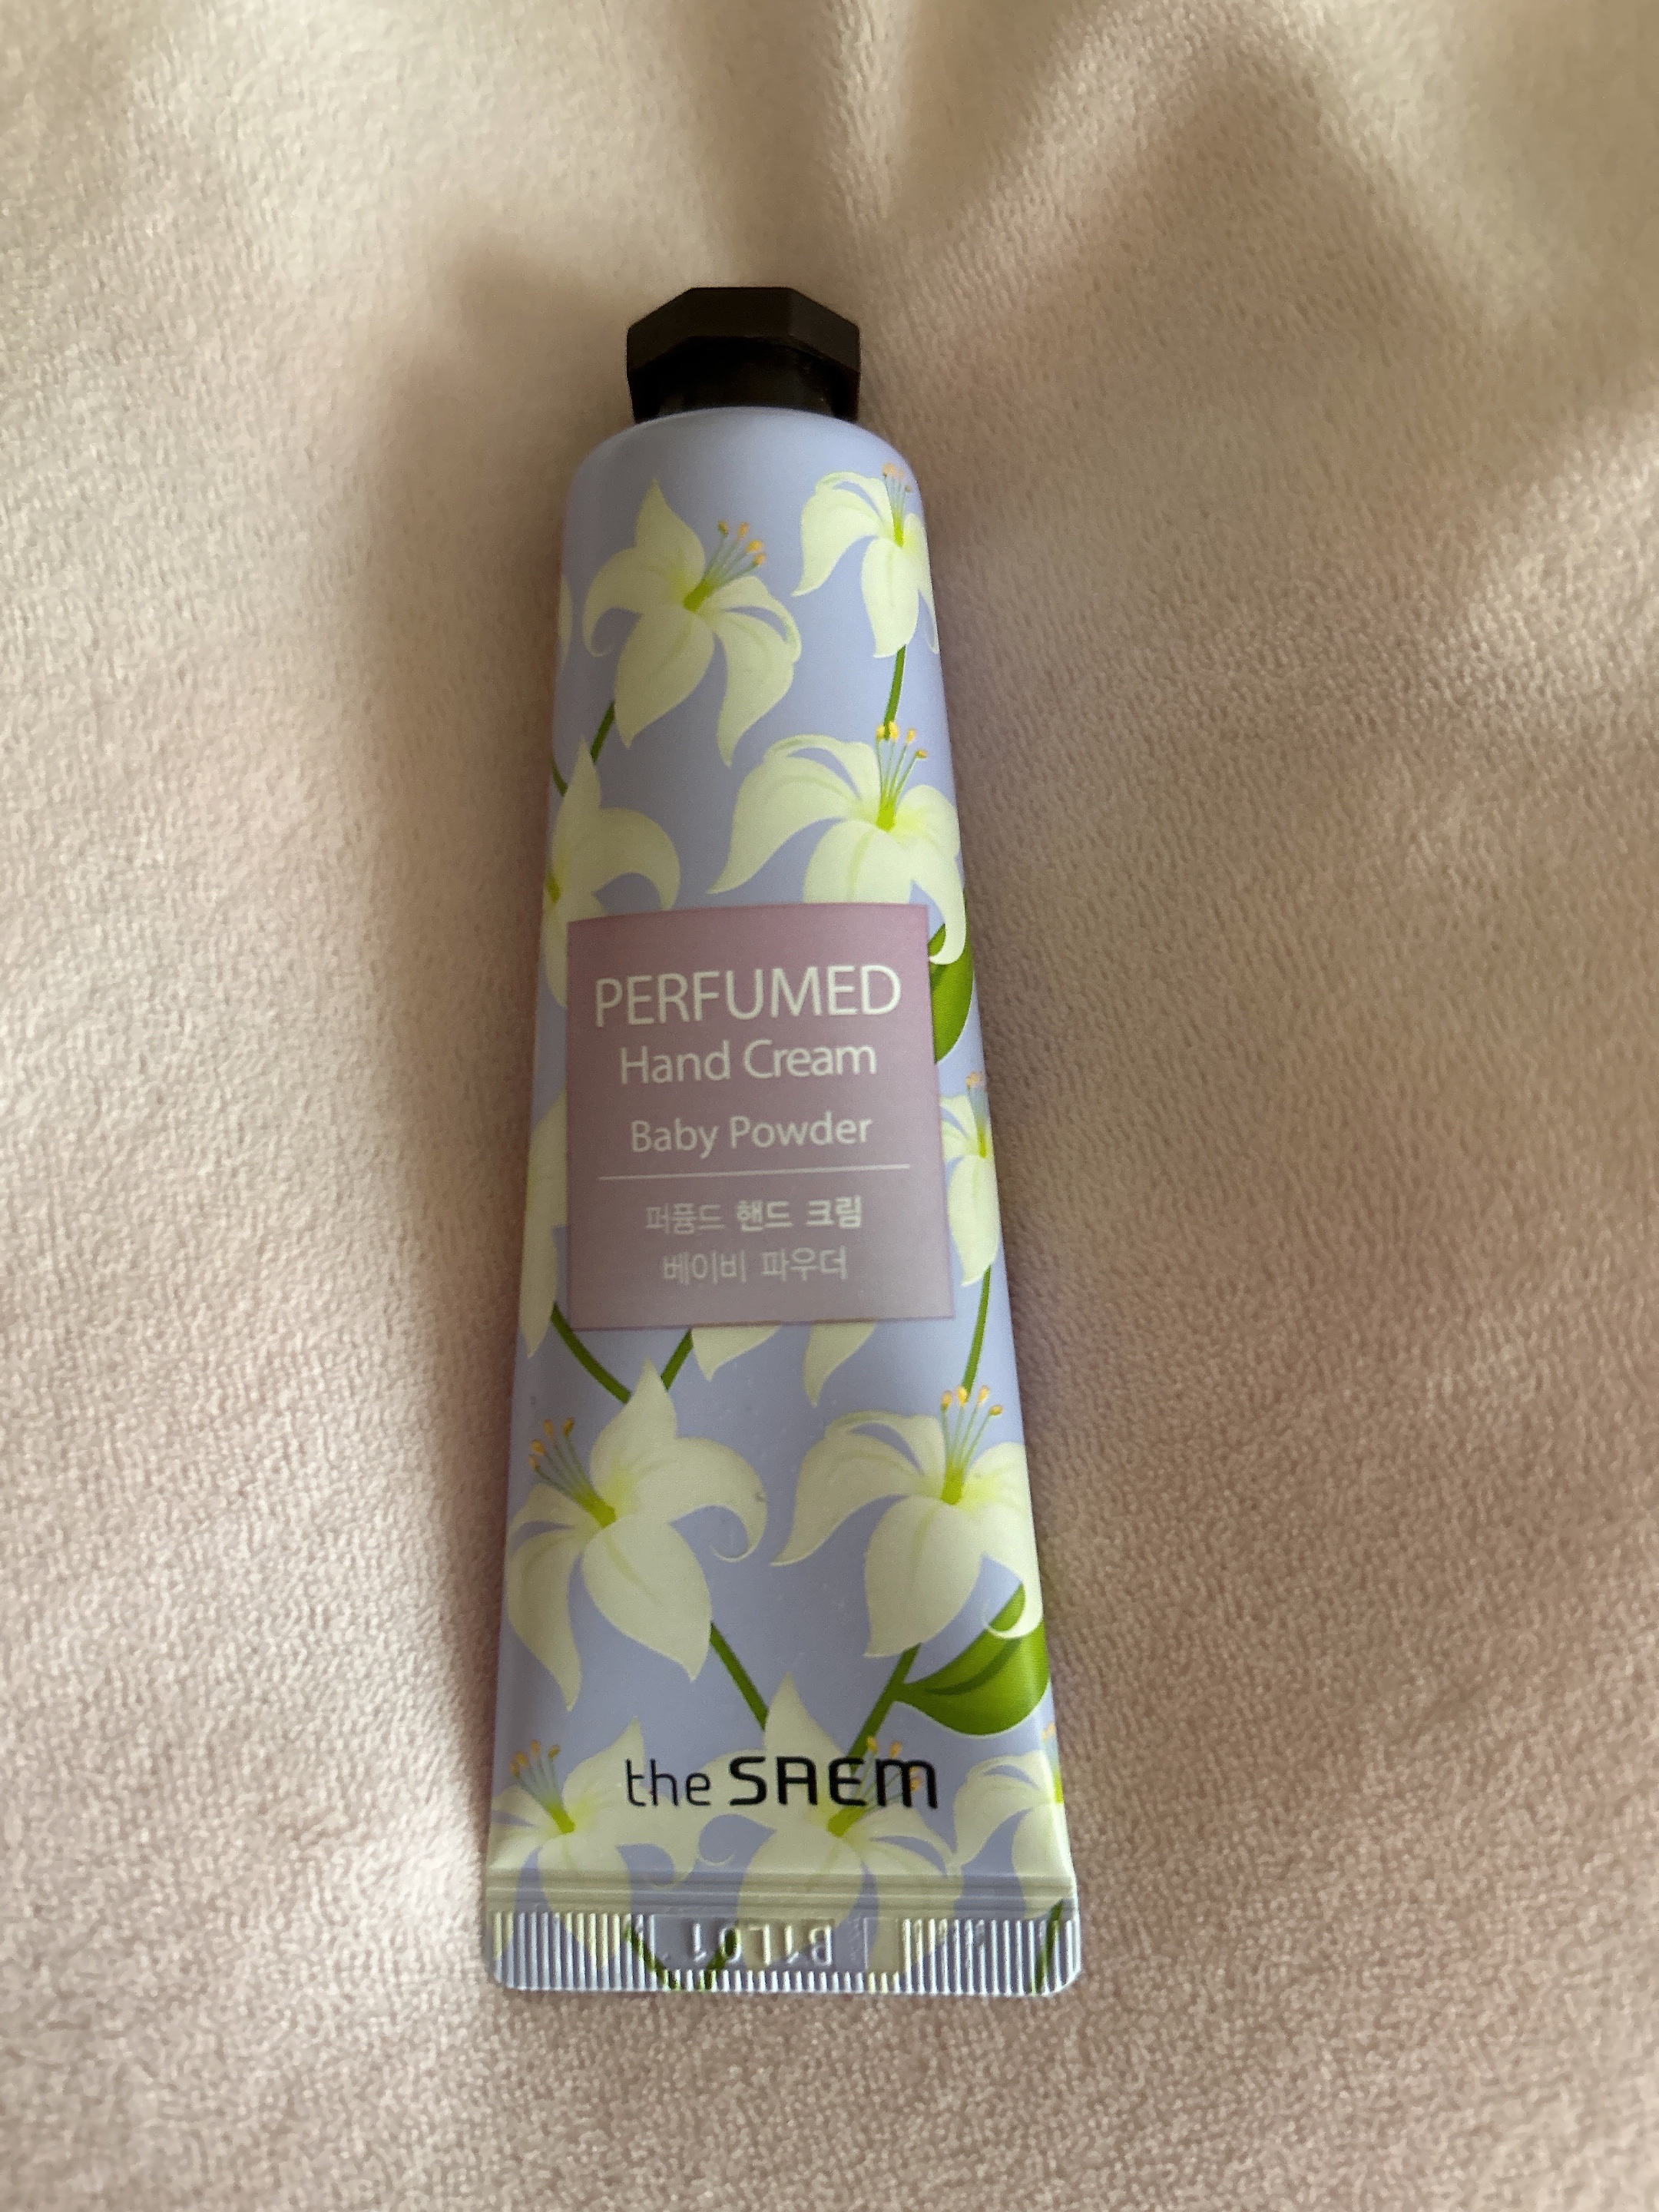 PERFUMED
Hand Cream
Baby Powder
퍼퓸드 핸드 크림
베이비 파우더
the SAEM
B1L01